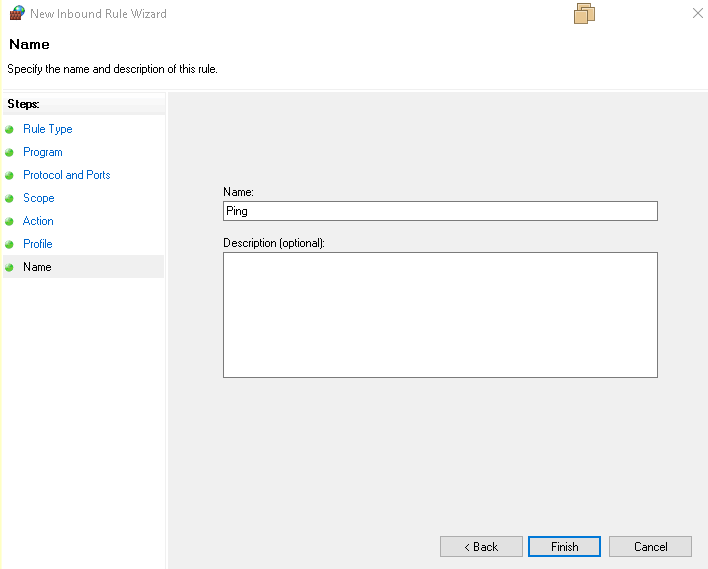 New Inbound Rule Wizard
Name
Specify the name and description of this rule.
Steps:
Rule Type
Program
Protocol and Ports
Scope
Action
Profile
Name
Name:
Ping
Description (optional):
< Back
Finish
Cancel